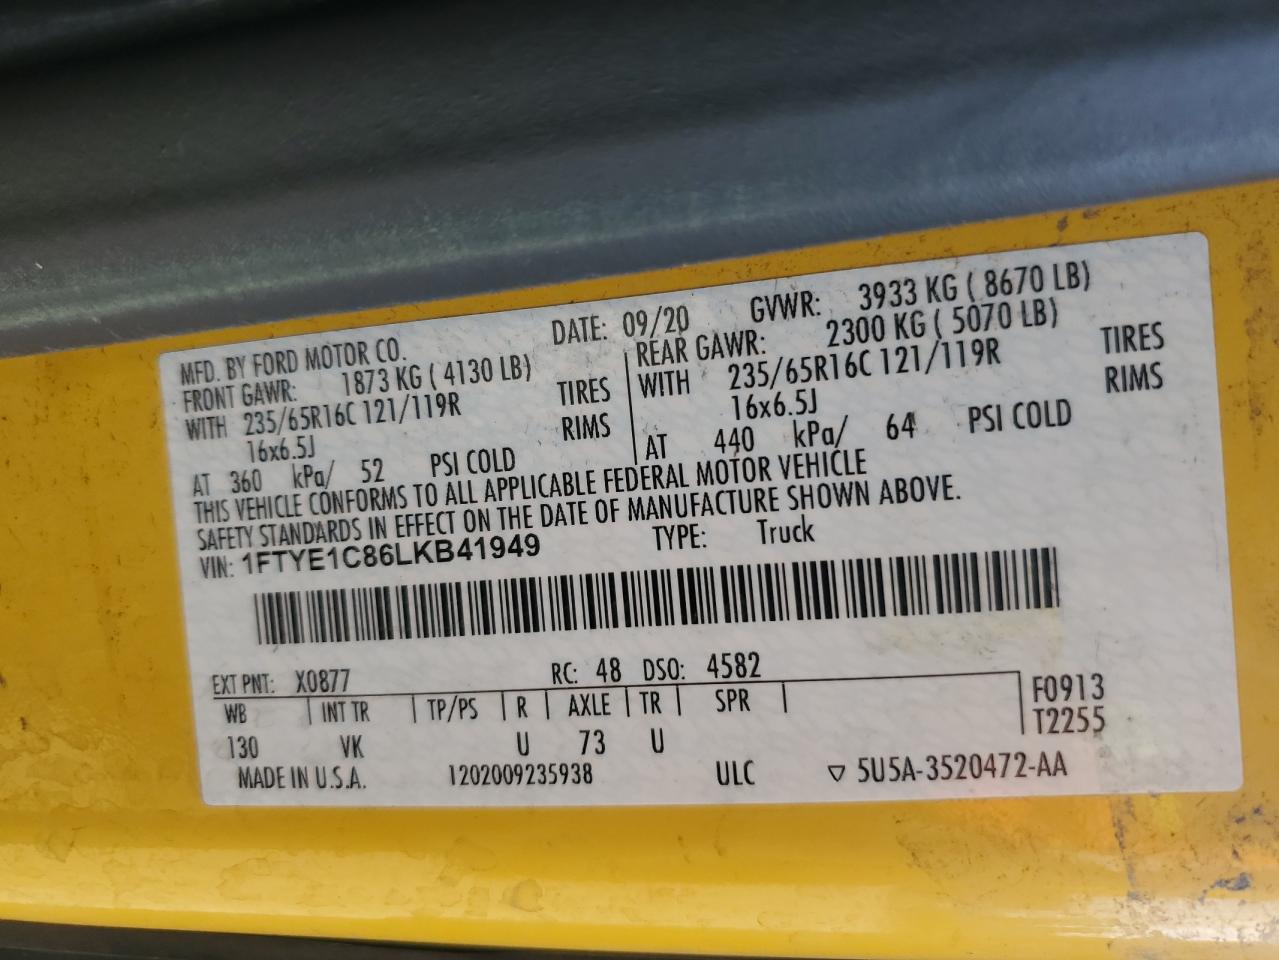 MFD. BY FORD MOTOR CO. DATE: 09/20 GVWR: 3933 KG ( 8670 LB)
FRONT GAWR: 1873 KG ( 4130 LB) REAR GAWR: 2300 KG ( 5070 LB)
WITH 235/65R16C 121/119R TIRES WITH 235/65R16C 121/119R TIRES
16x6.5J RIMS 16x6.5J RIMS
AT 360 kPa/ 52 PSI COLD AT 440 kPa/ 64 PSI COLD
THIS VEHICLE CONFORMS TO ALL APPLICABLE FEDERAL MOTOR VEHICLE
SAFETY STANDARDS IN EFFECT ON THE DATE OF MANUFACTURE SHOWN ABOVE.
VIN: 1FTYE1C86LKB41949 TYPE: Truck
EXT PNT: X0877 RC: 48 DSO: 4582
WB INT TR TP/PS R AXLE TR SPR F0913
T2255
130 VK U 73 U
MADE IN U.S.A. 1202009235938 ULC ▽ 5U5A-3520472-AA